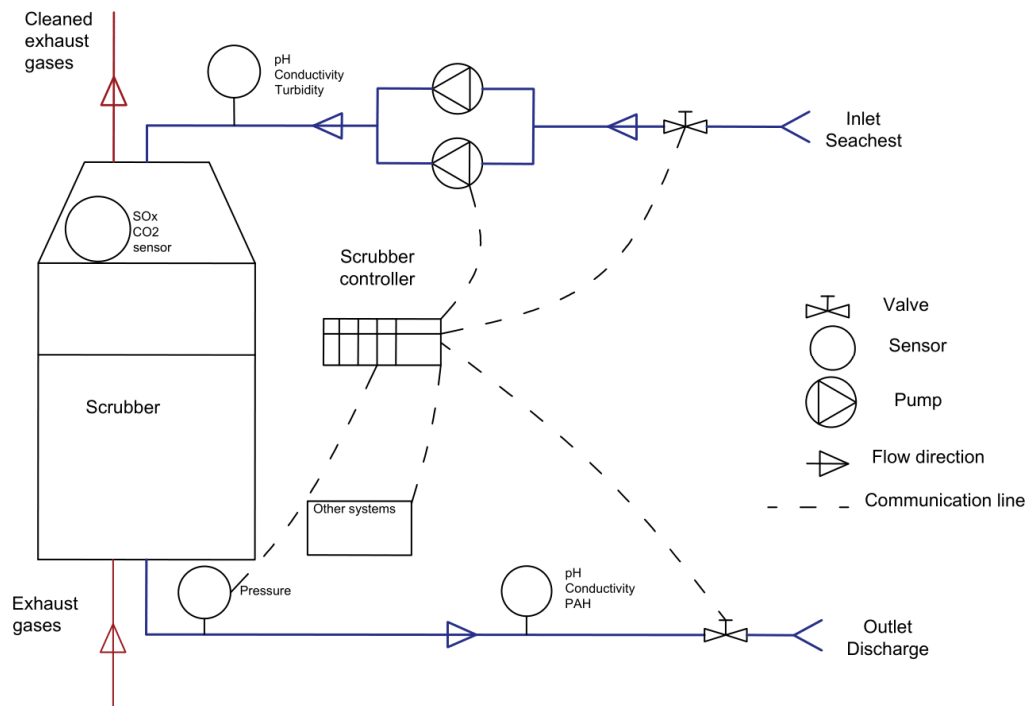 Cleaned
exhaust
gases
pH
Conductivity
Turbidity
Inlet
Seachest
SOx
CO2
sensor
Scrubber
controller
Valve
Sensor
Scrubber
Pump
Flow direction
Communication line
Other systems
Exhaust
gases
Pressure
pH
Conductivity
PAH
Outlet
Discharge